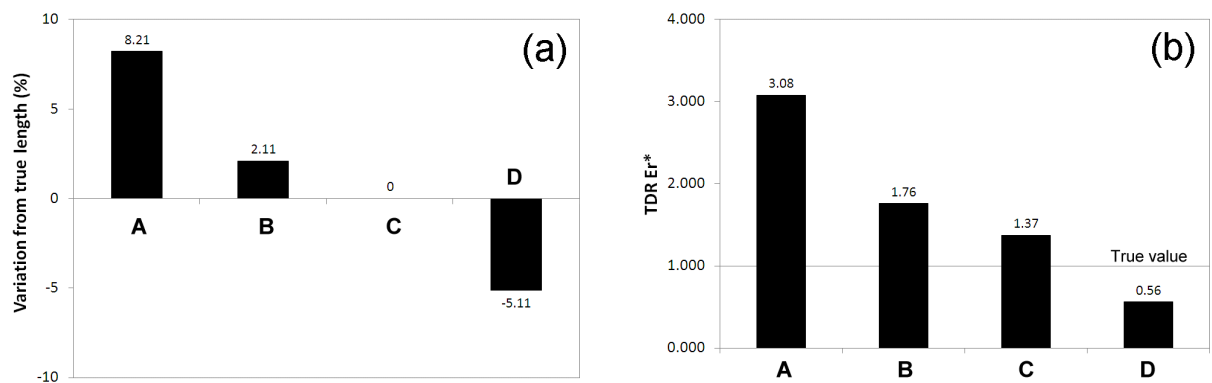 (a)
Variation from true length (%)
10
5
0
-5
-10
8.21
2.11
0
-5.11
A
B
C
D
(b)
TDR Er*
4.000
3.000
2.000
1.000
0.000
3.08
1.76
1.37
0.56
True value
A
B
C
D